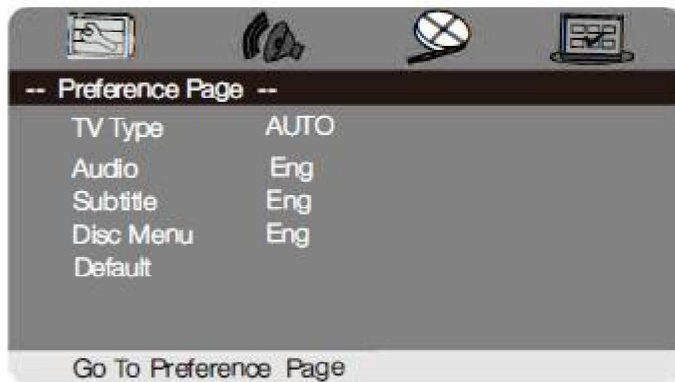 -- Preference Page --
TV Type AUTO
Audio Eng
Subtitle Eng
Disc Menu Eng
Default
Go To Preference Page